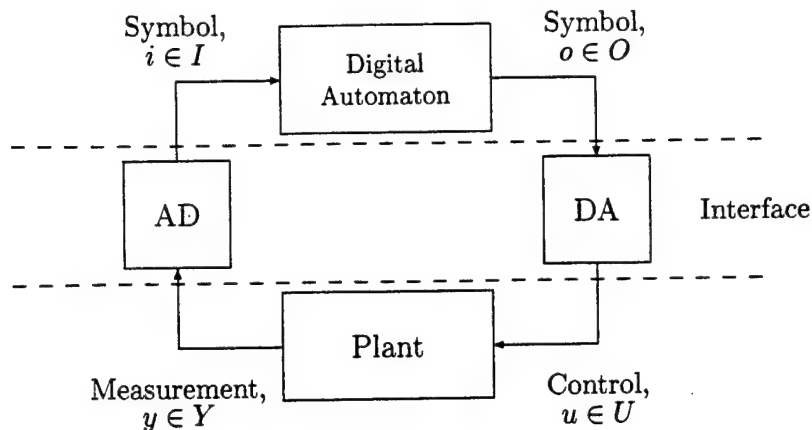 Symbol,
i ∈ I
Digital
Automaton
Symbol,
o ∈ O
AD
DA
Interface
Plant
Measurement,
y ∈ Y
Control,
u ∈ U